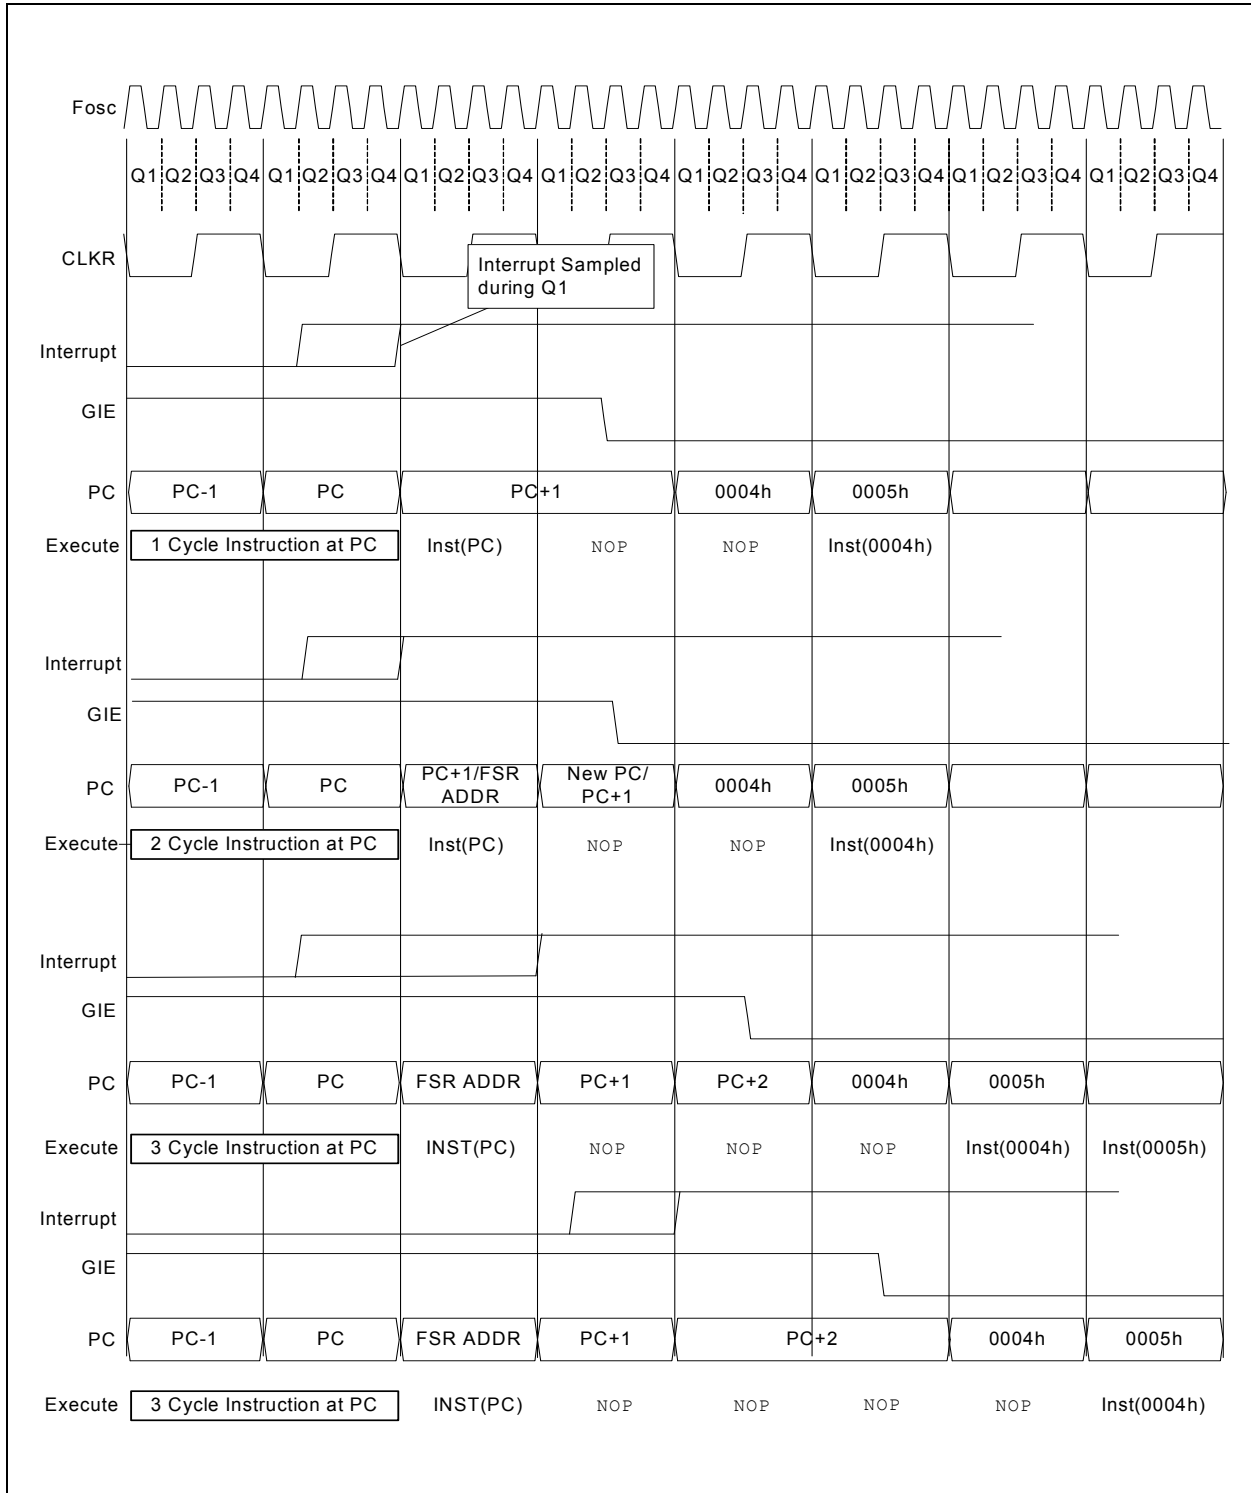 Fosc
Q1 Q2 Q3 Q4 Q1 Q2 Q3 Q4 Q1 Q2 Q3 Q4 Q1 Q2 Q3 Q4 Q1 Q2 Q3 Q4 Q1 Q2 Q3 Q4 Q1 Q2 Q3 Q4 Q1 Q2 Q3 Q4
CLKR
Interrupt Sampled
during Q1
Interrupt
GIE
PC PC-1 PC PC+1 0004h 0005h
Execute 1 Cycle Instruction at PC Inst(PC) NOP NOP Inst(0004h)
Interrupt
GIE
PC PC-1 PC PC+1/FSR ADDR New PC/ PC+1 0004h 0005h
Execute 2 Cycle Instruction at PC Inst(PC) NOP NOP Inst(0004h)
Interrupt
GIE
PC PC-1 PC FSR ADDR PC+1 PC+2 0004h 0005h
Execute 3 Cycle Instruction at PC INST(PC) NOP NOP NOP Inst(0004h) Inst(0005h)
Interrupt
GIE
PC PC-1 PC FSR ADDR PC+1 PC+2 0004h 0005h
Execute 3 Cycle Instruction at PC INST(PC) NOP NOP NOP NOP Inst(0004h)